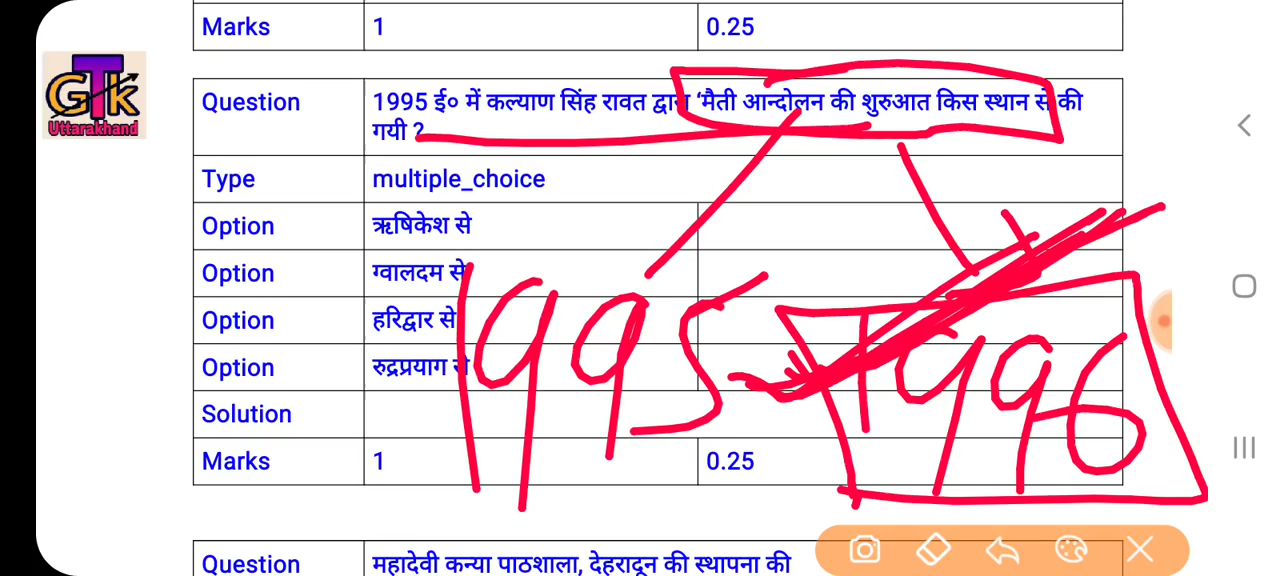 Marks 1 0.25
GTK
Uttarakhand
Question 1995 ई० में कल्याण सिंह रावत द्वारा 'मैती आन्दोलन की शुरुआत किस स्थान से की
गयी ?
Type multiple_choice
Option ऋषिकेश से
Option ग्वालदम से
Option हरिद्वार से
Option रुद्रप्रयाग से
1995 1996
Solution
Marks 1 0.25
Question महादेवी कन्या पाठशाला, देहरादून की स्थापना की